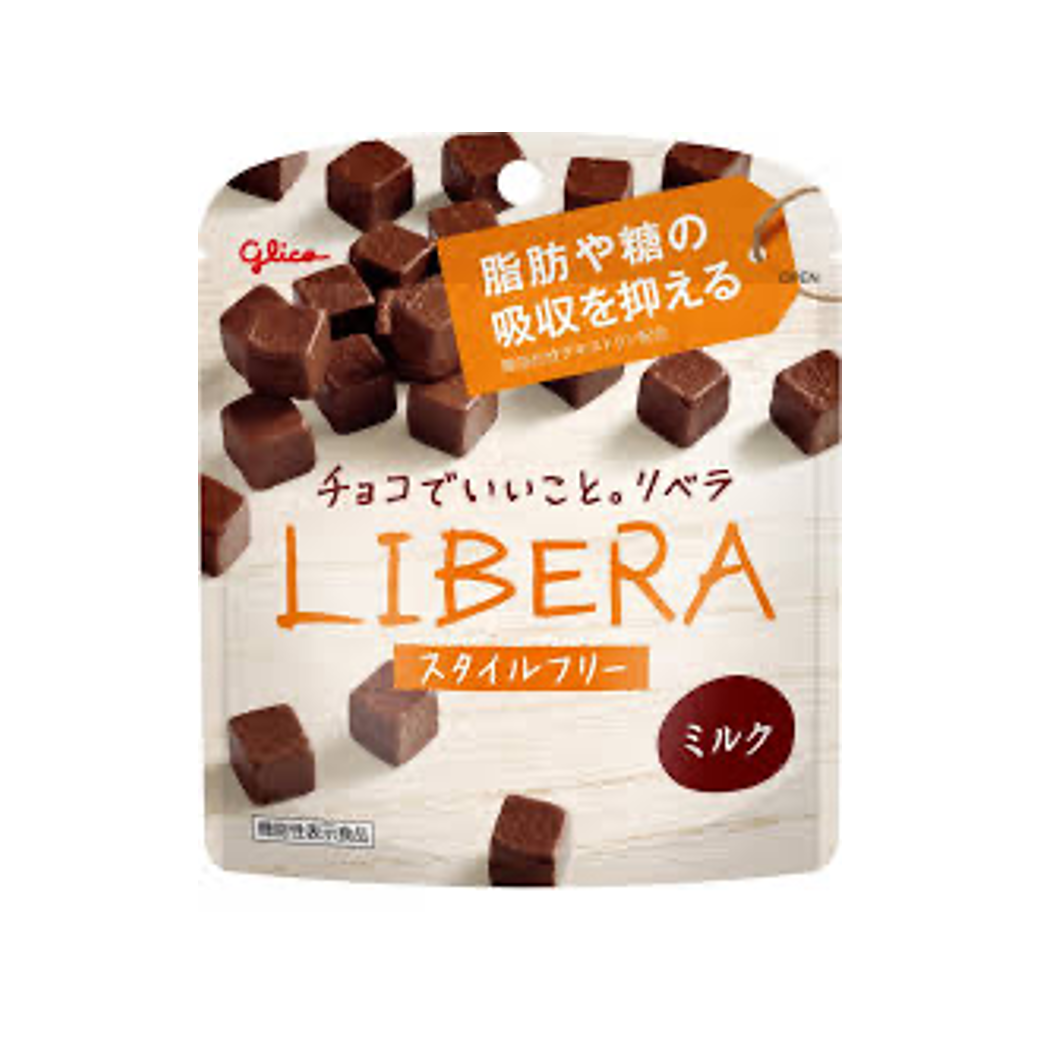 Glico
脂肪や糖の
吸収を抑える
OPEN
チョコでいいこと。リベラ
LIBERA
スタイルフリー
ミルク
機能性表示食品